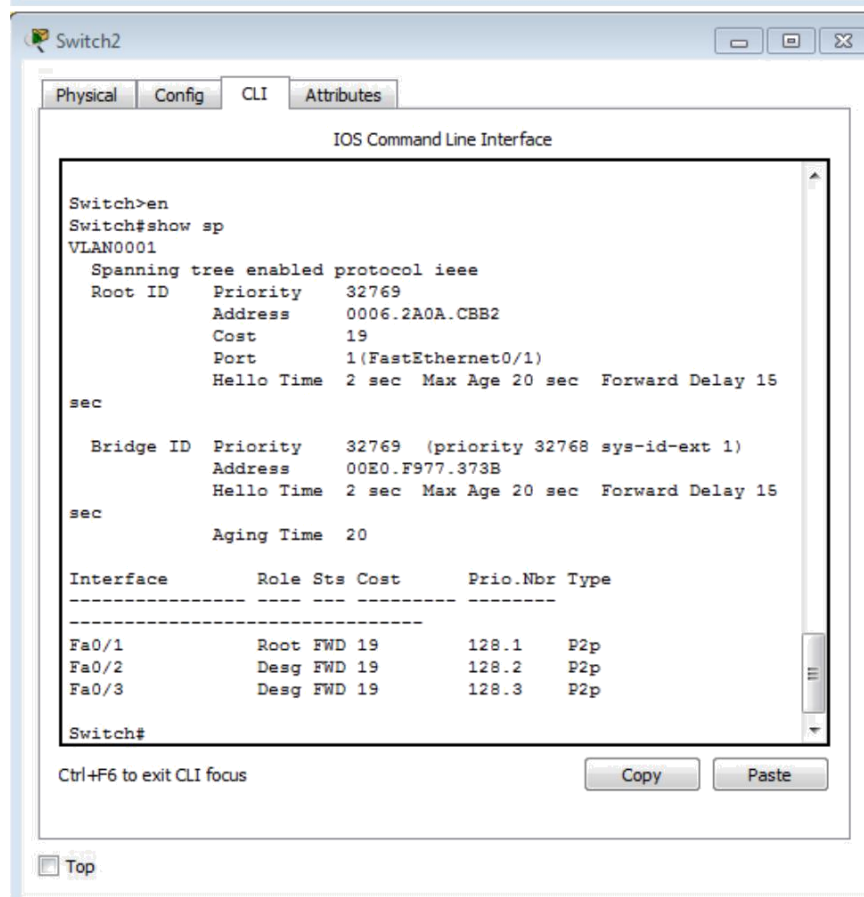 Switch2
Physical Config CLI Attributes
IOS Command Line Interface
Switch>en
Switch#show sp
VLAN0001
  Spanning tree enabled protocol ieee
  Root ID    Priority    32769
             Address     0006.2A0A.CBB2
             Cost        19
             Port        1(FastEthernet0/1)
             Hello Time  2 sec  Max Age 20 sec  Forward Delay 15
sec
  Bridge ID  Priority    32769  (priority 32768 sys-id-ext 1)
             Address     00E0.F977.373B
             Hello Time  2 sec  Max Age 20 sec  Forward Delay 15
sec
             Aging Time  20
Interface        Role Sts Cost      Prio.Nbr Type
---------------- ---- --- --------- --------
--------------------------------
Fa0/1            Root FWD 19        128.1    P2p
Fa0/2            Desg FWD 19        128.2    P2p
Fa0/3            Desg FWD 19        128.3    P2p
Switch#
Ctrl+F6 to exit CLI focus Copy Paste
Top